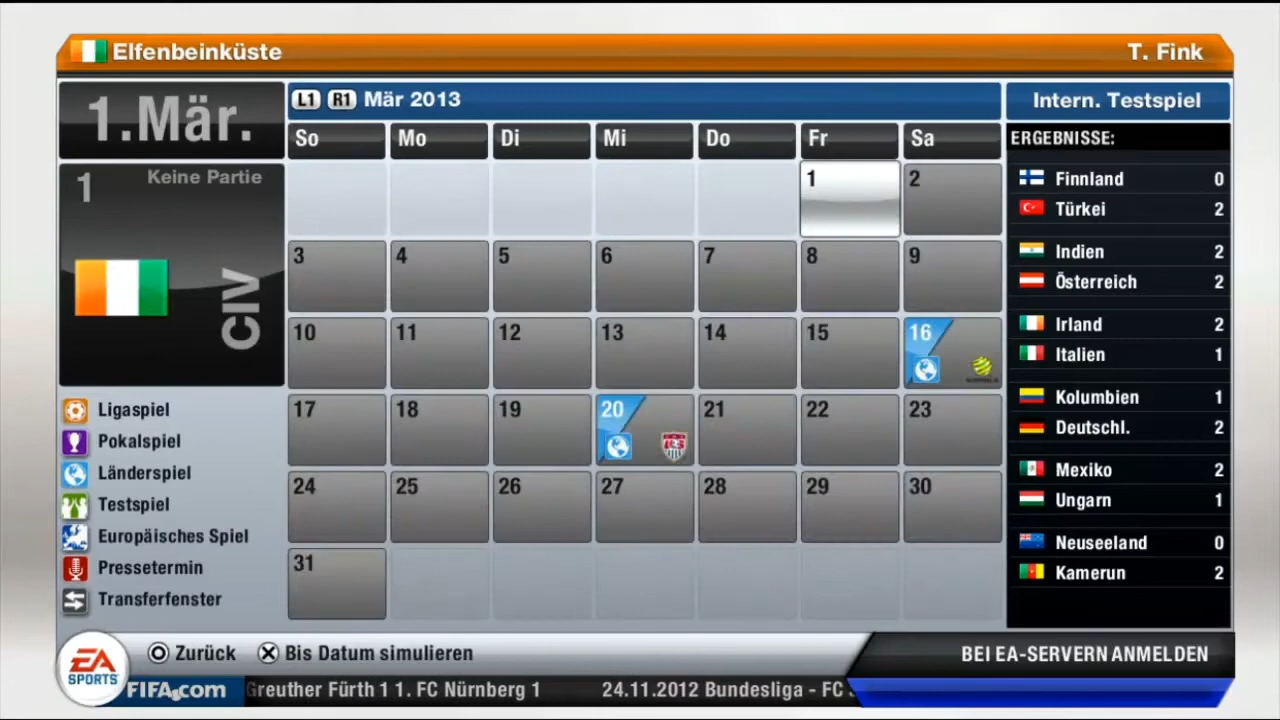 Elfenbeinküste
T. Fink
1.Mär.
L1 R1 Mär 2013
Intern. Testspiel
So Mo Di Mi Do Fr Sa
ERGEBNISSE:
1 Keine Partie
CIV
1 2
3 4 5 6 7 8 9
10 11 12 13 14 15 16
17 18 19 20 21 22 23
24 25 26 27 28 29 30
31
Finnland 0
Türkei 2
Indien 2
Österreich 2
Irland 2
Italien 1
Kolumbien 1
Deutschl. 2
Mexiko 2
Ungarn 1
Neuseeland 0
Kamerun 2
Ligaspiel
Pokalspiel
Länderspiel
Testspiel
Europäisches Spiel
Pressetermin
Transferfenster
Zurück
Bis Datum simulieren
BEI EA-SERVERN ANMELDEN
EA
SPORTS
FIFA.com
Greuther Fürth 1 1. FC Nürnberg 1 24.11.2012 Bundesliga - FC